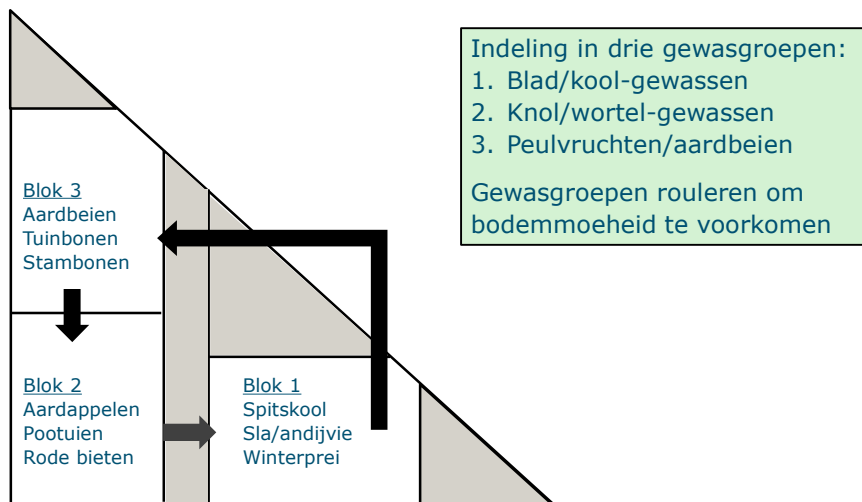 Indeling in drie gewasgroepen:
1. Blad/kool-gewassen
2. Knol/wortel-gewassen
3. Peulvruchten/aardbeien
Gewasgroepen rouleren om
bodemmoeheid te voorkomen
Blok 3
Aardbeien
Tuinbonen
Stambonen
Blok 2
Aardappelen
Pootuien
Rode bieten
Blok 1
Spitskool
Sla/andijvie
Winterprei